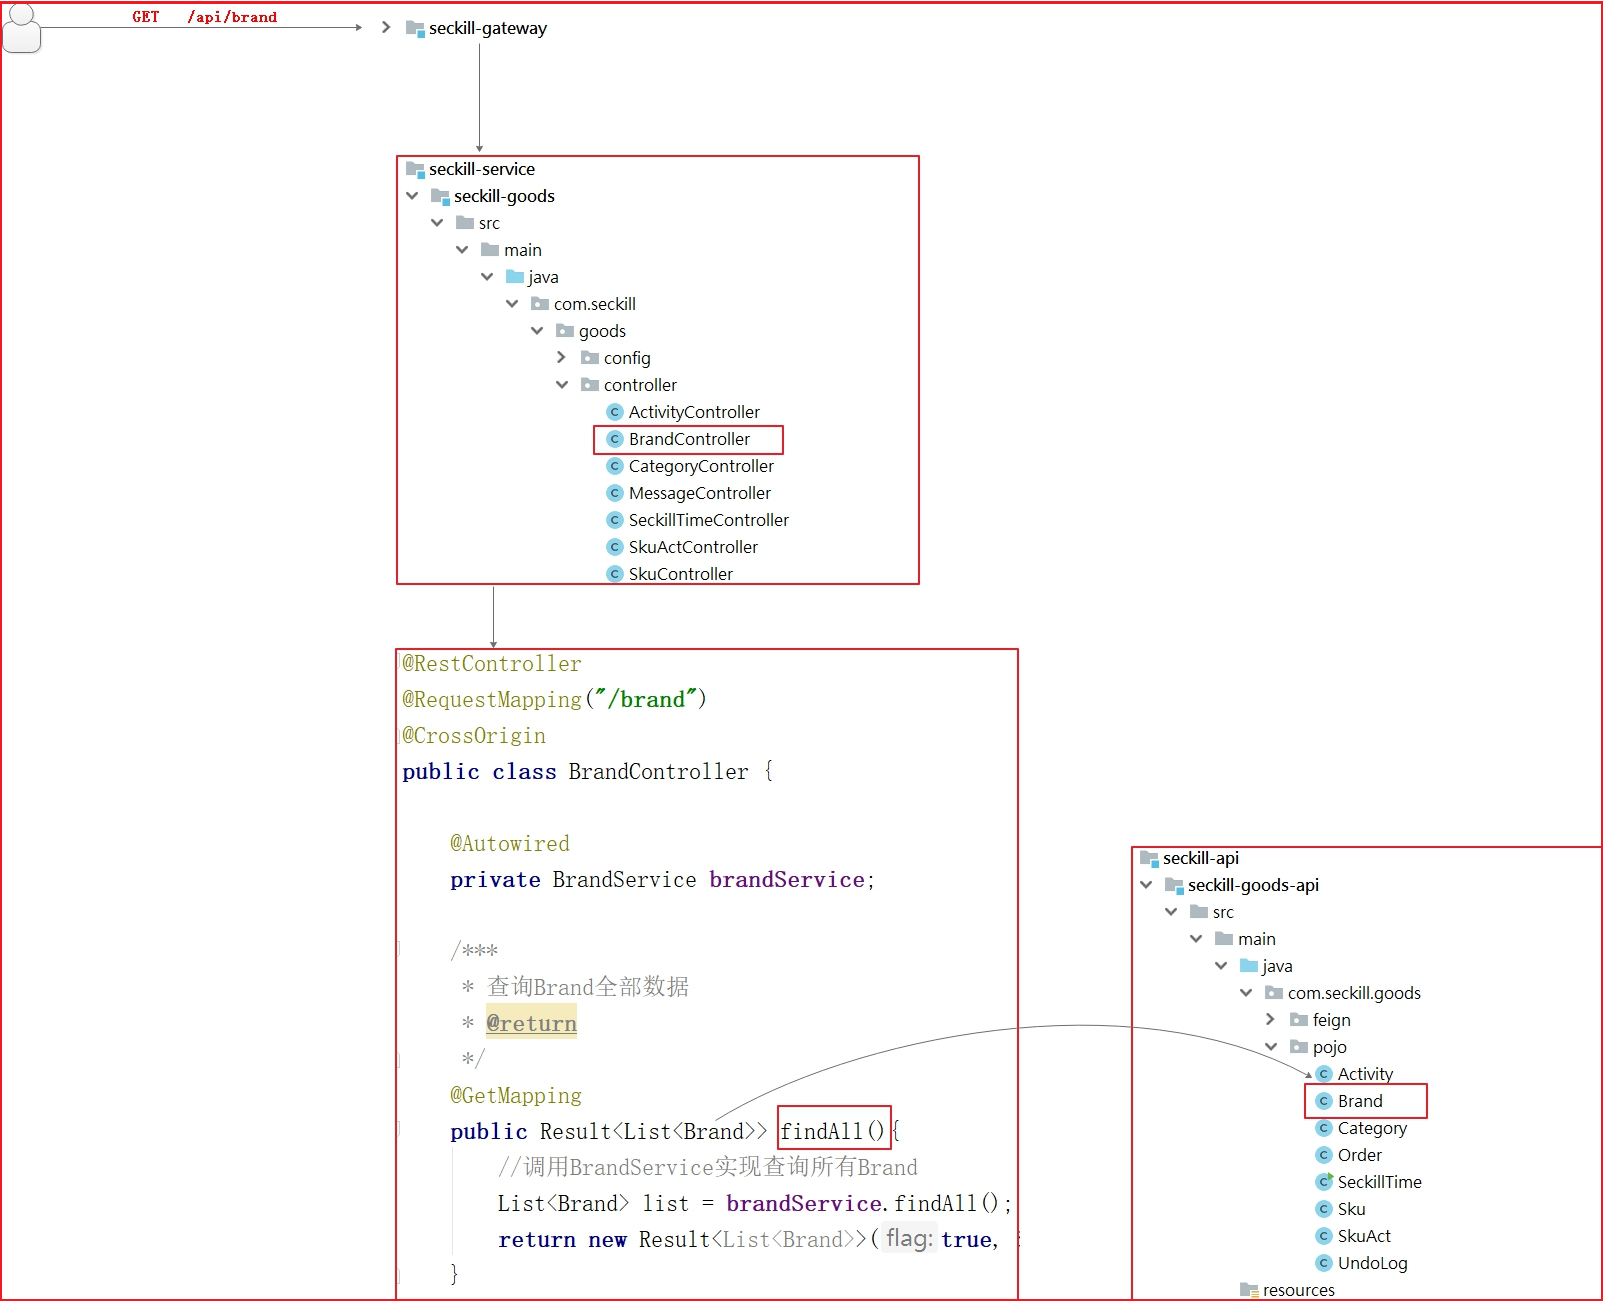 GET /api/brand
seckill-gateway
seckill-service
seckill-goods
src
main
java
com.seckill
goods
config
controller
ActivityController
BrandController
CategoryController
MessageController
SeckillTimeController
SkuActController
SkuController
@RestController
@RequestMapping("/brand")
@CrossOrigin
public class BrandController {
@Autowired
private BrandService brandService;
/***
* 查询Brand全部数据
* @return
*/
@GetMapping
public Result<List<Brand>> findAll(){
//调用BrandService实现查询所有Brand
List<Brand> list = brandService.findAll();
return new Result<List<Brand>>( flag: true,
}
seckill-api
seckill-goods-api
src
main
java
com.seckill.goods
feign
pojo
Activity
Brand
Category
Order
SeckillTime
Sku
SkuAct
UndoLog
resources